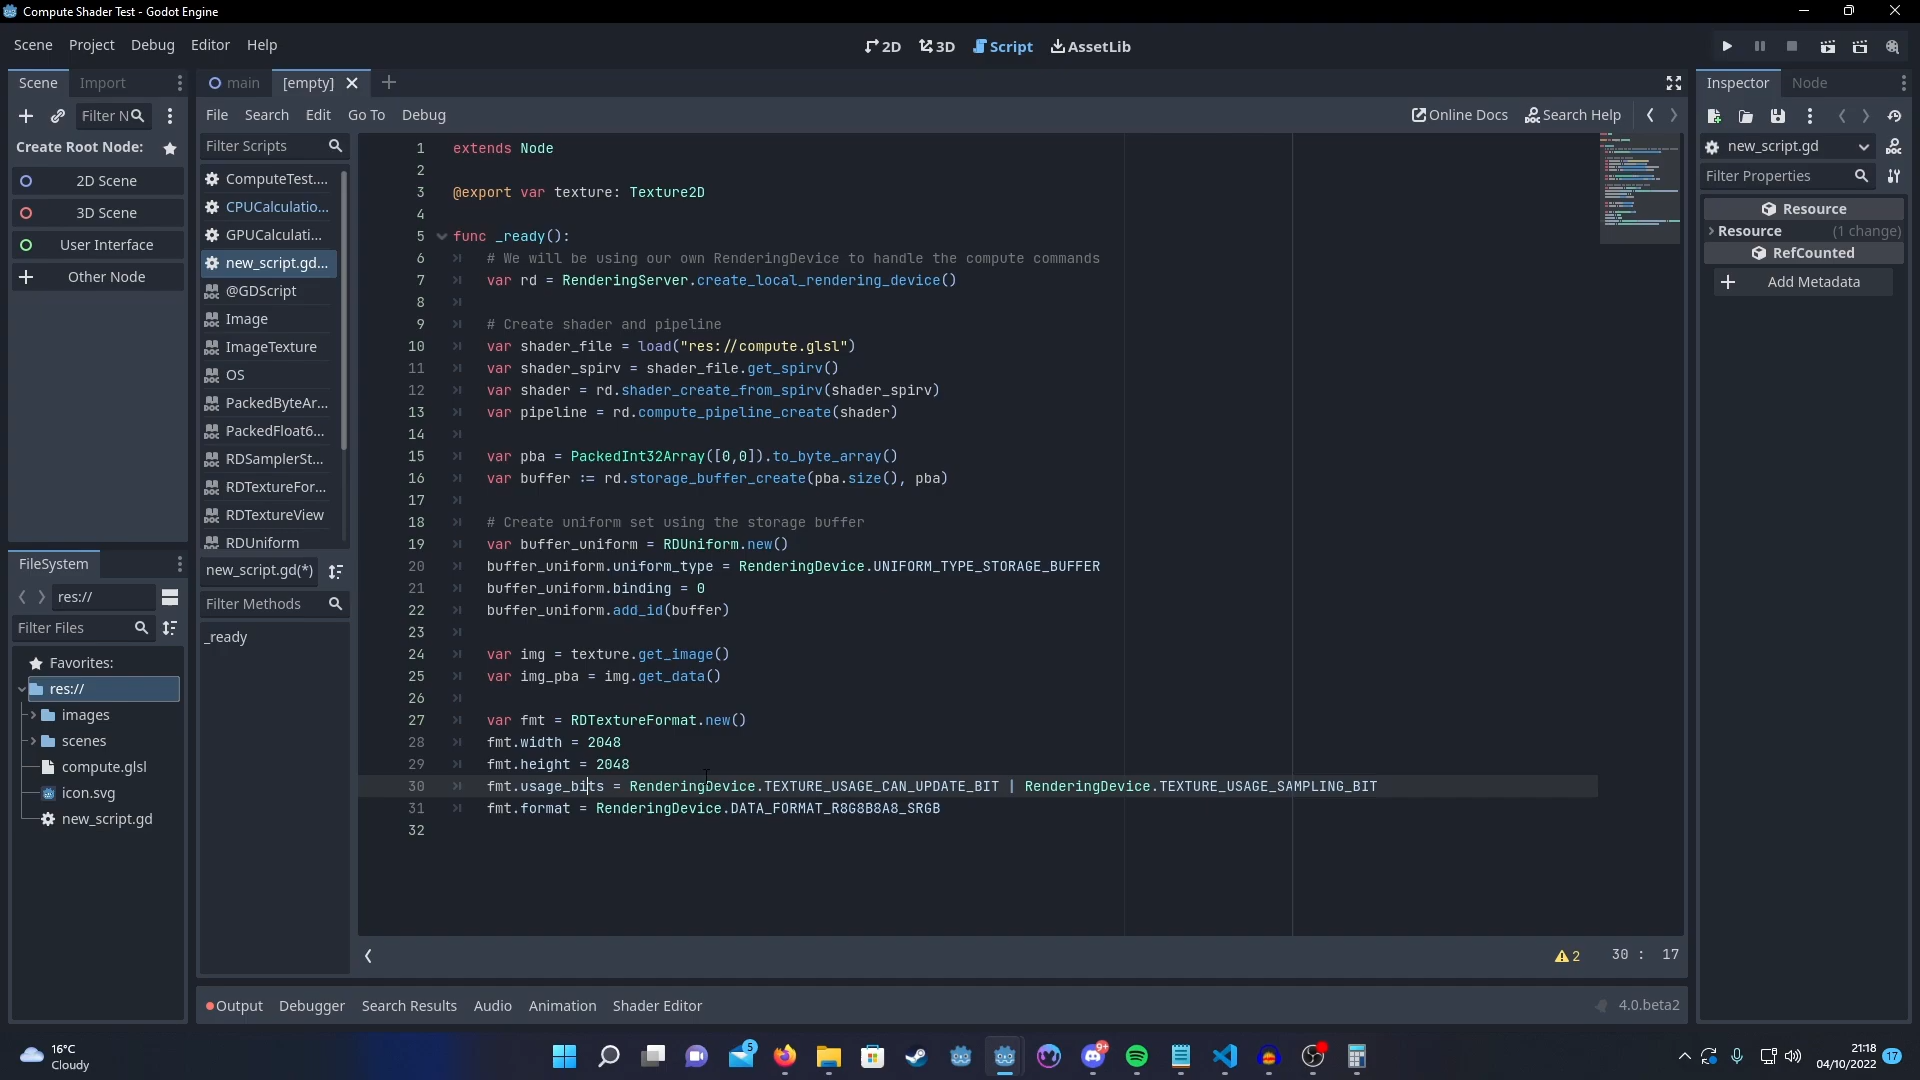 Compute Shader Test - Godot Engine
Scene Project Debug Editor Help
2D 3D Script AssetLib
Scene Import
main [empty]
Inspector Node
Filter N
File Search Edit Go To Debug
Online Docs Search Help
Create Root Node:
2D Scene
3D Scene
User Interface
Other Node
Filter Scripts
ComputeTest....
CPUCalculatio...
GPUCalculati...
new_script.gd...
@GDScript
Image
ImageTexture
OS
PackedByteAr...
PackedFloat6...
RDSamplerSt...
RDTextureFor...
RDTextureView
RDUniform
new_script.gd(*)
Filter Methods
_ready
1 extends Node
2
3 @export var texture: Texture2D
4
5 func _ready():
6 # We will be using our own RenderingDevice to handle the compute commands
7 var rd = RenderingServer.create_local_rendering_device()
8
9 # Create shader and pipeline
10 var shader_file = load("res://compute.glsl")
11 var shader_spirv = shader_file.get_spirv()
12 var shader = rd.shader_create_from_spirv(shader_spirv)
13 var pipeline = rd.compute_pipeline_create(shader)
14
15 var pba = PackedInt32Array([0,0]).to_byte_array()
16 var buffer := rd.storage_buffer_create(pba.size(), pba)
17
18 # Create uniform set using the storage buffer
19 var buffer_uniform = RDUniform.new()
20 buffer_uniform.uniform_type = RenderingDevice.UNIFORM_TYPE_STORAGE_BUFFER
21 buffer_uniform.binding = 0
22 buffer_uniform.add_id(buffer)
23
24 var img = texture.get_image()
25 var img_pba = img.get_data()
26
27 var fmt = RDTextureFormat.new()
28 fmt.width = 2048
29 fmt.height = 2048
30 fmt.usage_bits = RenderingDevice.TEXTURE_USAGE_CAN_UPDATE_BIT | RenderingDevice.TEXTURE_USAGE_SAMPLING_BIT
31 fmt.format = RenderingDevice.DATA_FORMAT_R8G8B8A8_SRGB
32
2 30 : 17
new_script.gd
Filter Properties
Resource
Resource (1 change)
RefCounted
Add Metadata
FileSystem
res://
Filter Files
Favorites:
res://
images
scenes
compute.glsl
icon.svg
new_script.gd
Output Debugger Search Results Audio Animation Shader Editor
4.0.beta2
16°C
Cloudy
5
9+
21:18
04/10/2022
17